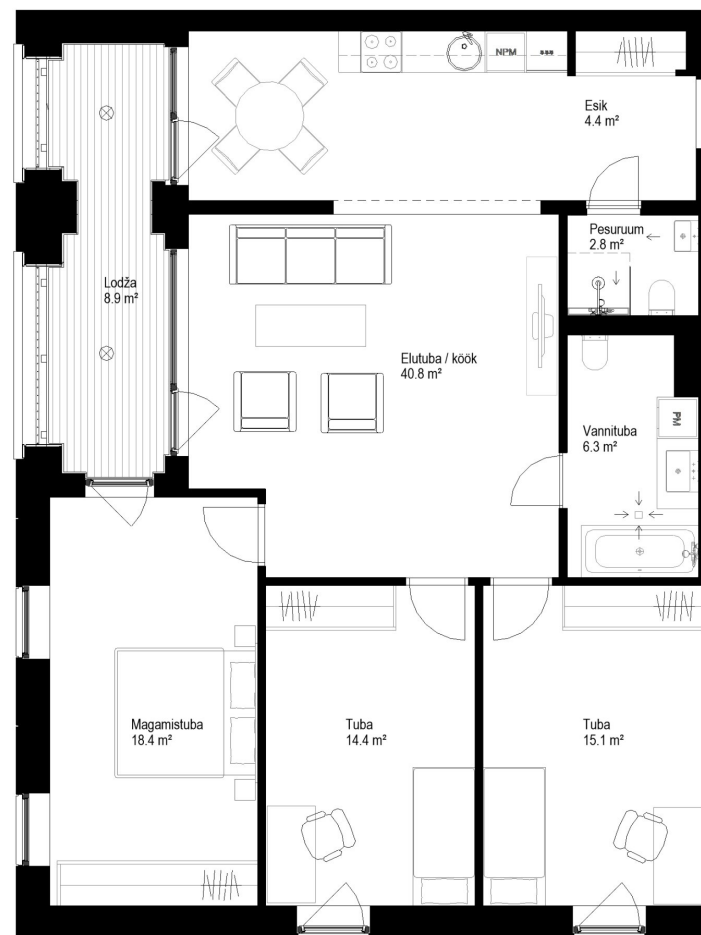 NPM
Esik
4.4 m²
Pesuruum
2.8 m²
Lodža
8.9 m²
Elutuba / köök
40.8 m²
PM
Vannituba
6.3 m²
Magamistuba
18.4 m²
Tuba
14.4 m²
Tuba
15.1 m²